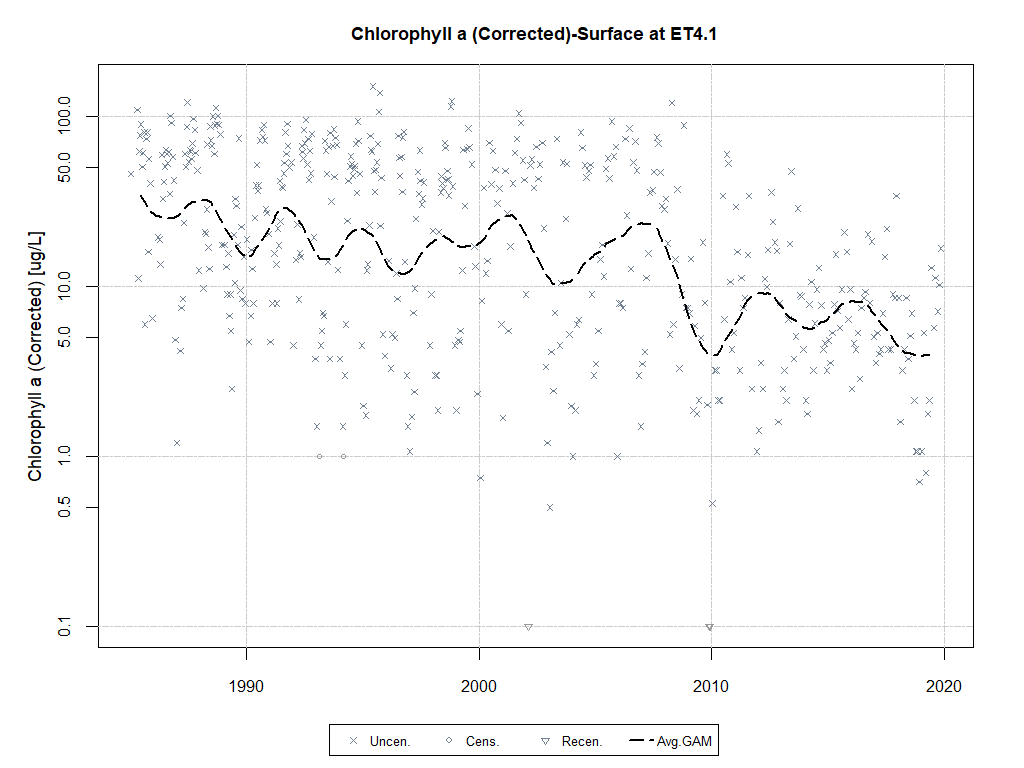 Chlorophyll a (Corrected)-Surface at ET4.1
Chlorophyll a (Corrected) [ug/L]
100.0
50.0
10.0
5.0
1.0
0.5
0.1
1990 2000 2010 2020
Uncen. Cens. Recen. Avg.GAM